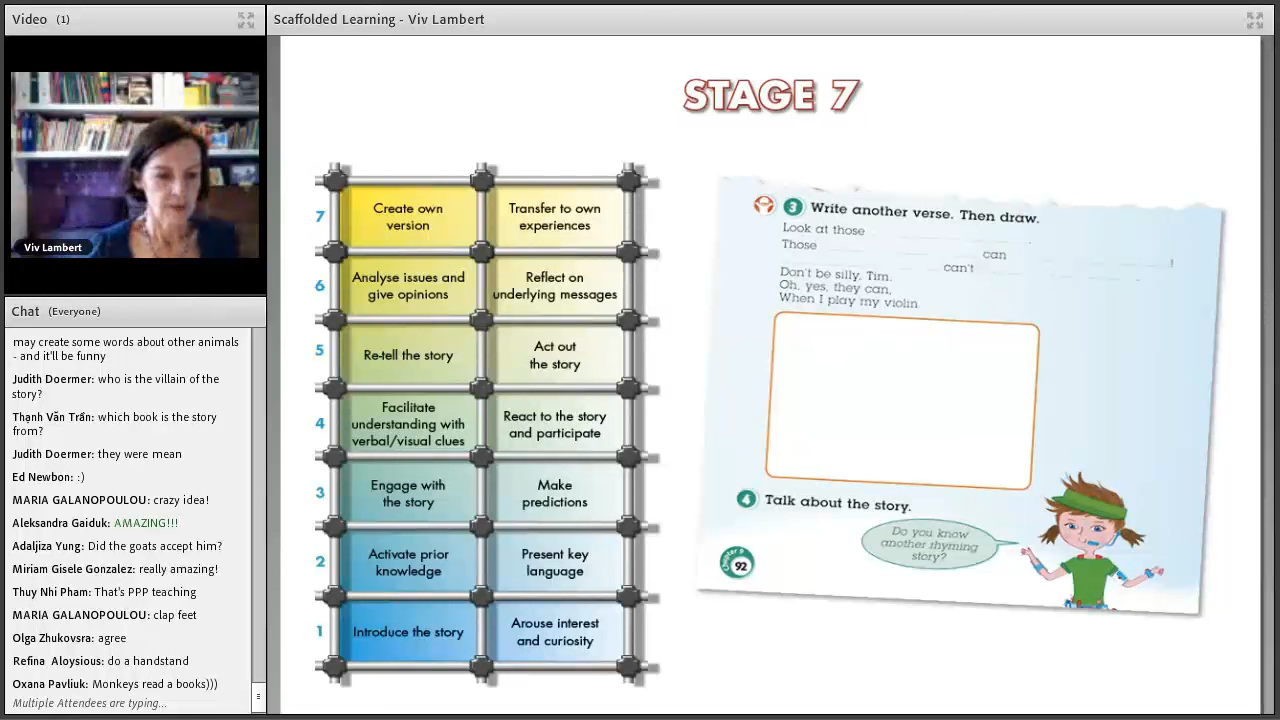 Video (1)
Viv Lambert
Chat (Everyone)
may create some words about other animals
- and it'll be funny
Judith Doermer: who is the villain of the
story?
Thanh Văn Trần: which book is the story
from?
Judith Doermer: they were mean
Ed Newbon: :)
MARIA GALANOPOULOU: crazy idea!
Aleksandra Gaiduk: AMAZING!!!
Adaljiza Yung: Did the goats accept him?
Miriam Gisele Gonzalez: really amazing!
Thuy Nhi Pham: That's PPP teaching
MARIA GALANOPOULOU: clap feet
Olga Zhukovsra: agree
Refina Aloysious: do a handstand
Oxana Pavliuk: Monkeys read a books)))
Multiple Attendees are typing...
Scaffolded Learning - Viv Lambert
STAGE 7
7
Create own
version
Transfer to own
experiences
6
Analyse issues and
give opinions
Reflect on
underlying messages
5
Re-tell the story
Act out
the story
4
Facilitate
understanding with
verbal/visual clues
React to the story
and participate
3
Engage with
the story
Make
predictions
2
Activate prior
knowledge
Present key
language
1
Introduce the story
Arouse interest
and curiosity
3 Write another verse. Then draw.
Look at those .
Those can !
can't .
Don't be silly, Tim.
Oh, yes, they can,
When I play my violin.
4 Talk about the story.
Do you know
another rhyming
story?
Chapter 9
92